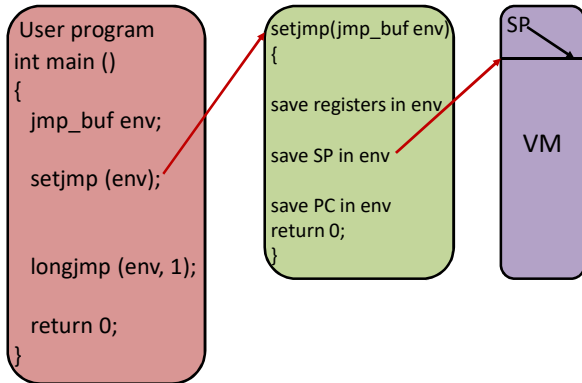 User program
int main ()
{
jmp_buf env;
setjmp (env);
longjmp (env, 1);
return 0;
}
setjmp(jmp_buf env)
{
save registers in env
save SP in env
save PC in env
return 0;
}
SP
VM